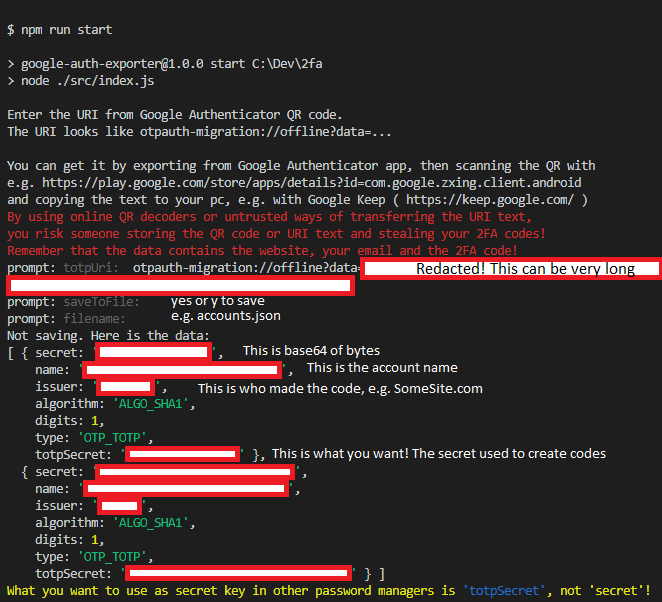 $ npm run start
> google-auth-exporter@1.0.0 start C:\Dev\2fa
> node ./src/index.js
Enter the URI from Google Authenticator QR code.
The URI looks like otpauth-migration://offline?data=...
You can get it by exporting from Google Authenticator app, then scanning the QR with
e.g. https://play.google.com/store/apps/details?id=com.google.zxing.client.android
and copying the text to your pc, e.g. with Google Keep ( https://keep.google.com/ )
By using online QR decoders or untrusted ways of transferring the URI text,
you risk someone storing the QR code or URI text and stealing your 2FA codes!
Remember that the data contains the website, your email and the 2FA code!
prompt: totpUri:  otpauth-migration://offline?data= Redacted! This can be very long
prompt: saveToFile: yes or y to save
prompt: filename: e.g. accounts.json
Not saving. Here is the data:
[ { secret: '', This is base64 of bytes
name: '', This is the account name
issuer: '', This is who made the code, e.g. SomeSite.com
algorithm: 'ALGO_SHA1',
digits: 1,
type: 'OTP_TOTP',
totpSecret: '' }, This is what you want! The secret used to create codes
{ secret: '',
name: '',
issuer: '',
algorithm: 'ALGO_SHA1',
digits: 1,
type: 'OTP_TOTP',
totpSecret: '' } ]
What you want to use as secret key in other password managers is 'totpSecret', not 'secret'!